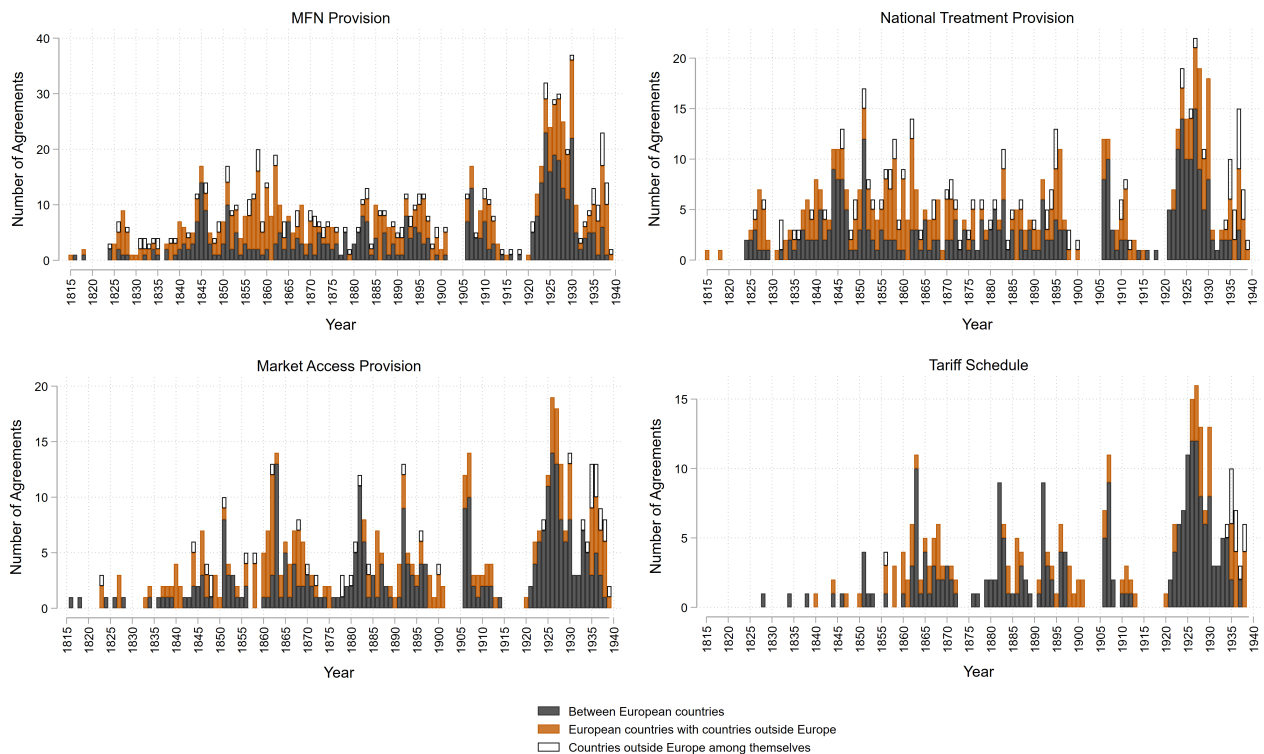 MFN Provision
Number of Agreements
40
30
20
10
0
1815 1820 1825 1830 1835 1840 1845 1850 1855 1860 1865 1870 1875 1880 1885 1890 1895 1900 1905 1910 1915 1920 1925 1930 1935 1940
Year
National Treatment Provision
Number of Agreements
20
15
10
5
0
1815 1820 1825 1830 1835 1840 1845 1850 1855 1860 1865 1870 1875 1880 1885 1890 1895 1900 1905 1910 1915 1920 1925 1930 1935 1940
Year
Market Access Provision
Number of Agreements
20
15
10
5
0
1815 1820 1825 1830 1835 1840 1845 1850 1855 1860 1865 1870 1875 1880 1885 1890 1895 1900 1905 1910 1915 1920 1925 1930 1935 1940
Year
Tariff Schedule
Number of Agreements
15
10
5
0
1815 1820 1825 1830 1835 1840 1845 1850 1855 1860 1865 1870 1875 1880 1885 1890 1895 1900 1905 1910 1915 1920 1925 1930 1935 1940
Year
Between European countries
European countries with countries outside Europe
Countries outside Europe among themselves